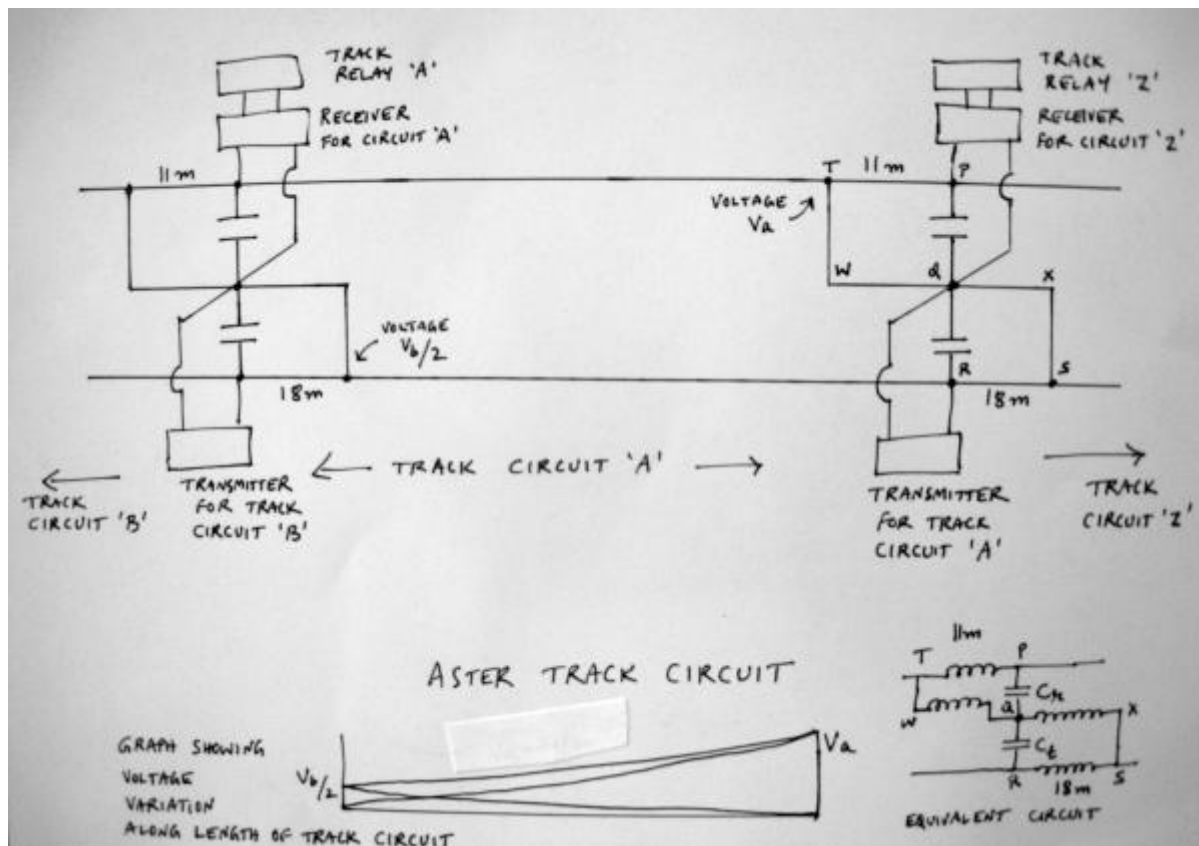 TRACK
RELAY 'A'
RECEIVER
FOR CIRCUIT 'A'
TRACK
RELAY 'Z'
RECEIVER
FOR CIRCUIT 'Z'
11m
T
11m
P
VOLTAGE
Va
W
Q
X
VOLTAGE
Vb/2
18m
R
S
18m
← TRACK CIRCUIT 'A' →
TRACK
CIRCUIT 'B'
TRANSMITTER
FOR TRACK
CIRCUIT 'B'
TRANSMITTER
FOR TRACK
CIRCUIT 'A'
TRACK
CIRCUIT 'Z'
ASTER TRACK CIRCUIT
GRAPH SHOWING
VOLTAGE
VARIATION
ALONG LENGTH OF TRACK CIRCUIT
Vb/2
Va
11m
T
P
W
Q
X
Ct
R
18m
S
EQUIVALENT CIRCUIT